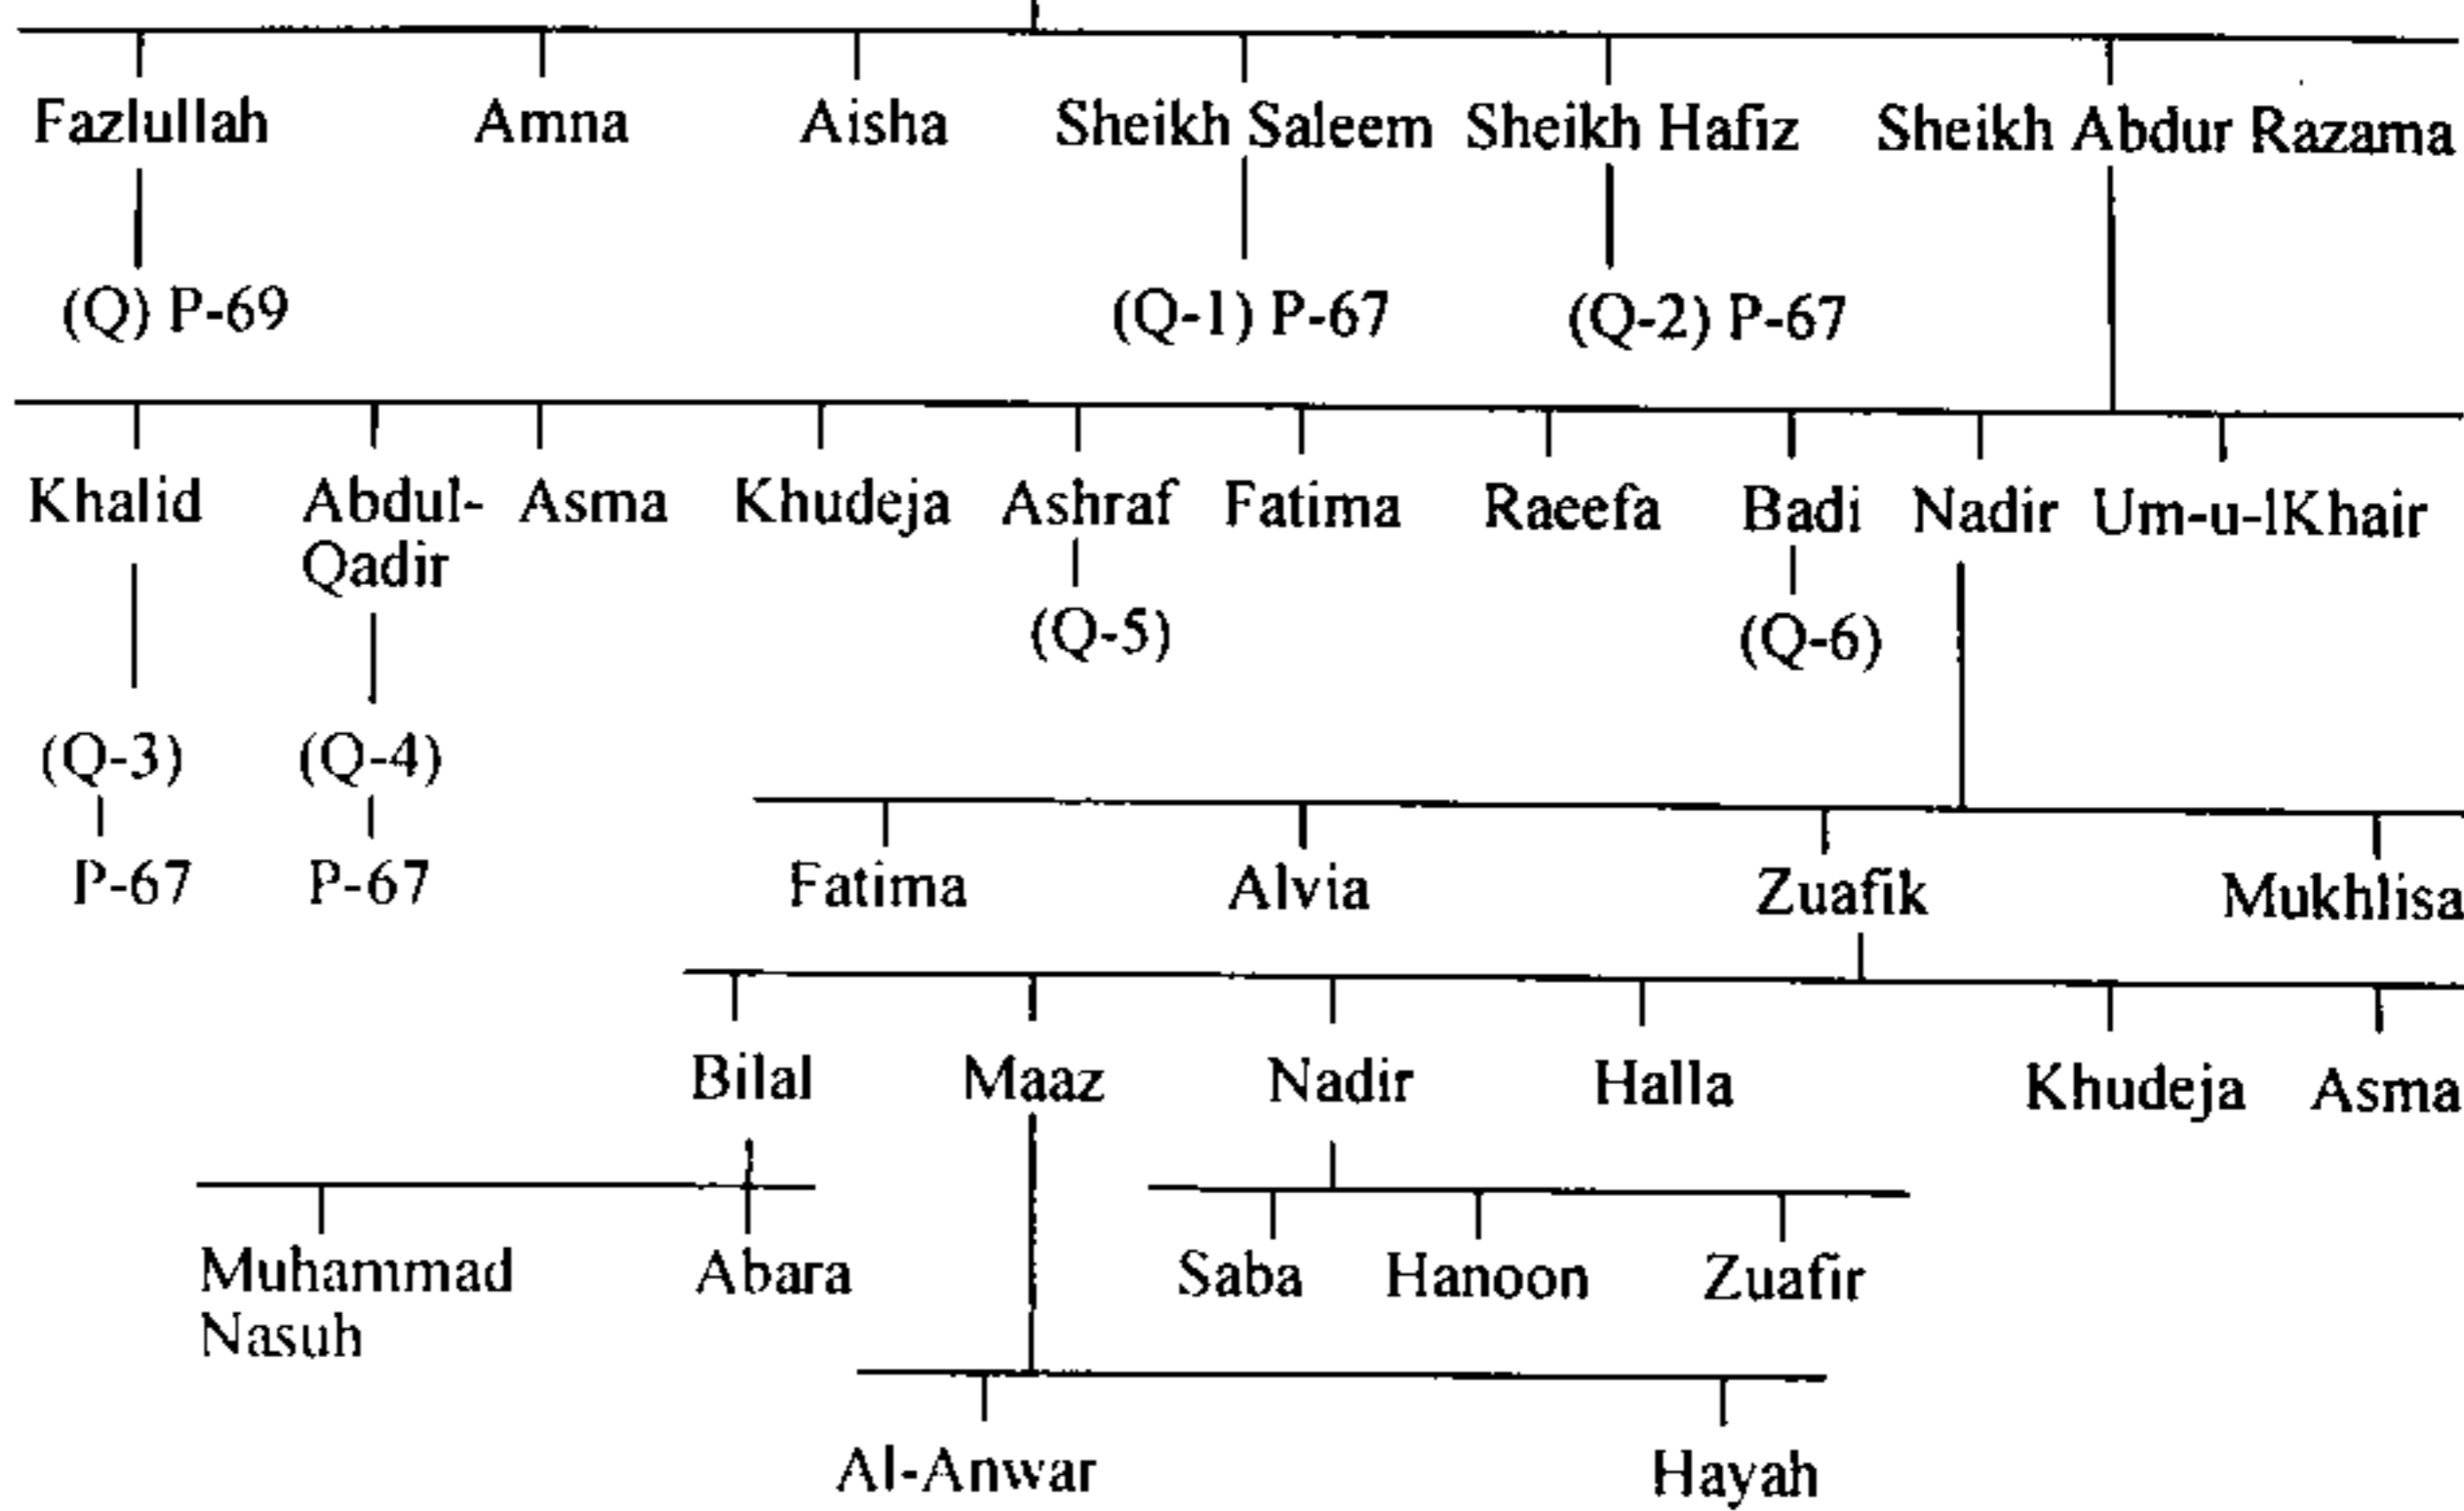 Fazlullah Amna Aisha Sheikh Saleem Sheikh Hafiz Sheikh Abdur Razama
(Q) P-69 (Q-1) P-67 (Q-2) P-67
Khalid Abdul- Asma Khudeja Ashraf Fatima Raeefa Badi Nadir Um-u-lKhair
Qadir
(Q-5) (Q-6)
(Q-3) (Q-4)
P-67 P-67 Fatima Alvia Zuafik Mukhlisa
Bilal Maaz Nadir Halla Khudeja Asma
Muhammad Abara Saba Hanoon Zuafir
Nasuh
Al-Anwar Hayah